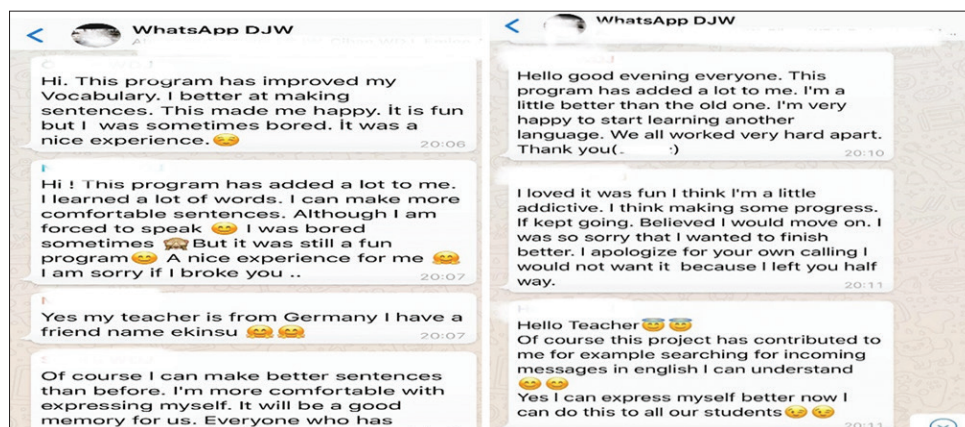 WhatsApp DJW
Hi. This program has improved my
Vocabulary. I better at making
sentences. This made me happy. İt is fun
but I was sometimes bored. İt was a
nice experience.😌
20:06
Hi ! This program has added a lot to me.
I learned a lot of words. I can make more
comfortable sentences. Although I am
forced to speak 😊 I was bored
sometimes 🙈 But it was still a fun
program😊 A nice experience for me 🤗
I am sorry if I broke you ..
20:07
Yes my teacher is from Germany I have a
friend name ekinsu 🤗🤗
20:07
Of course I can make better sentences
than before. I'm more comfortable with
expressing myself. It will be a good
memory for us. Everyone who has
WhatsApp DJW
Hello good evening everyone. This
program has added a lot to me. I'm a
little better than the old one. I'm very
happy to start learning another
language. We all worked very hard apart.
Thank you( :)
20:10
I loved it was fun I think I'm a little
addictive. I think making some progress.
If kept going. Believed I would move on. I
was so sorry that I wanted to finish
better. I apologize for your own calling I
would not want it because I left you half
way.
20:11
Hello Teacher😇😇
Of course this project has contributed to
me for example searching for incoming
messages in english I can understand
😊😊
Yes I can express myself better now I
can do this to all our students😉😉
20:11